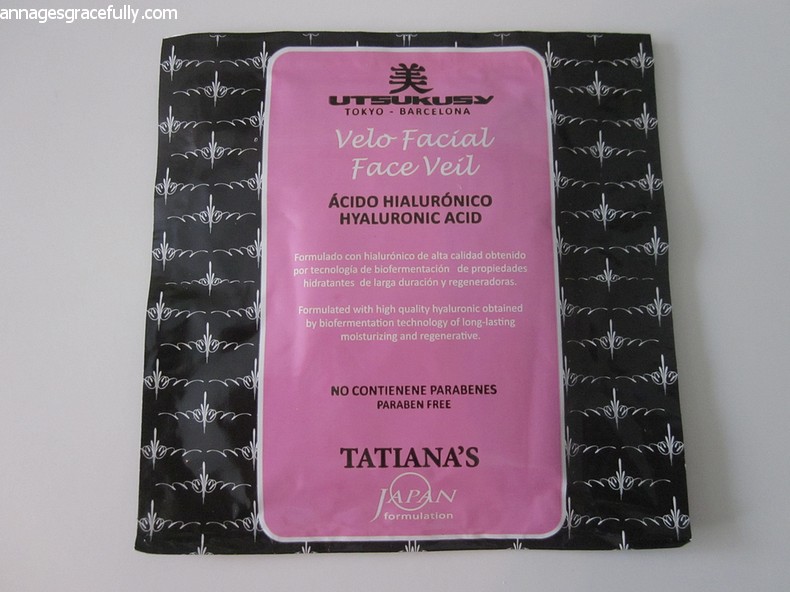 annagesgracefully.com
美
UTSUKUSY
TOKYO - BARCELONA
Velo Facial
Face Veil
ÁCIDO HIALURÓNICO
HYALURONIC ACID
Formulado con hialurónico de alta calidad obtenido
por tecnología de biofermentación de propiedades
hidratantes de larga duración y regeneradoras.
Formulated with high quality hyaluronic obtained
by biofermentation technology of long-lasting
moisturizing and regenerative.
NO CONTIENENE PARABENES
PARABEN FREE
TATIANA'S
JAPAN
formulation